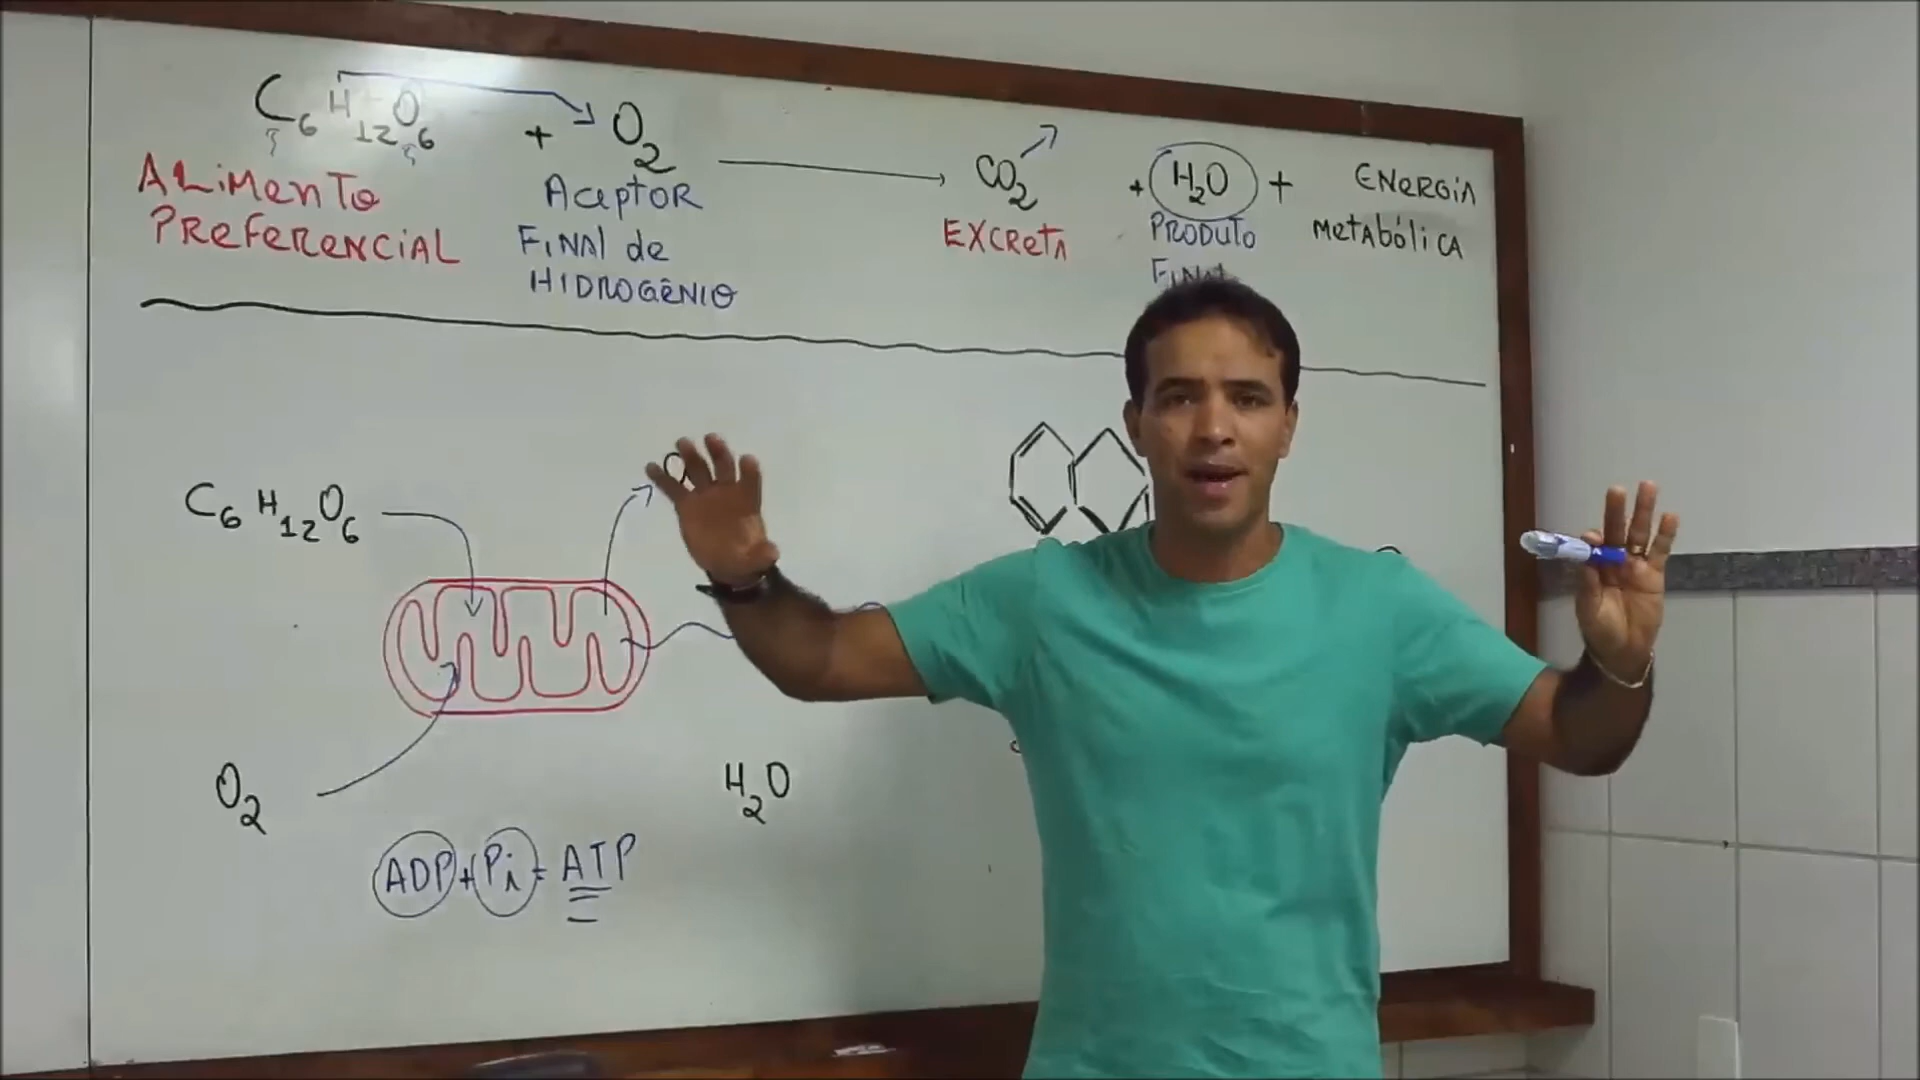 C6H12O6 + O2 → CO2 + H2O + ENERGIA
ALIMENTO
PREFERENCIAL
ACEPTOR
FINAL de
HIDROGÊNIO
EXCRETA
PRODUTO
FINAL
METABÓLICA
C6H12O6
O2
H2O
ADP + Pi = ATP